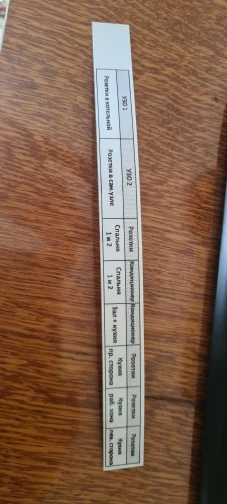 УЗО 1
Розетки в котельной
УЗО 2
Розетки в сан.узле
Розетки
Спальня
1 и 2
Кондиционер
Спальня
1 и 2
Кондиционер
Зал + кухня
Розетки
Кухня
пр. сторона
Розетки
Кухня
раб. зона
Розетки
Кухня
лев. сторона